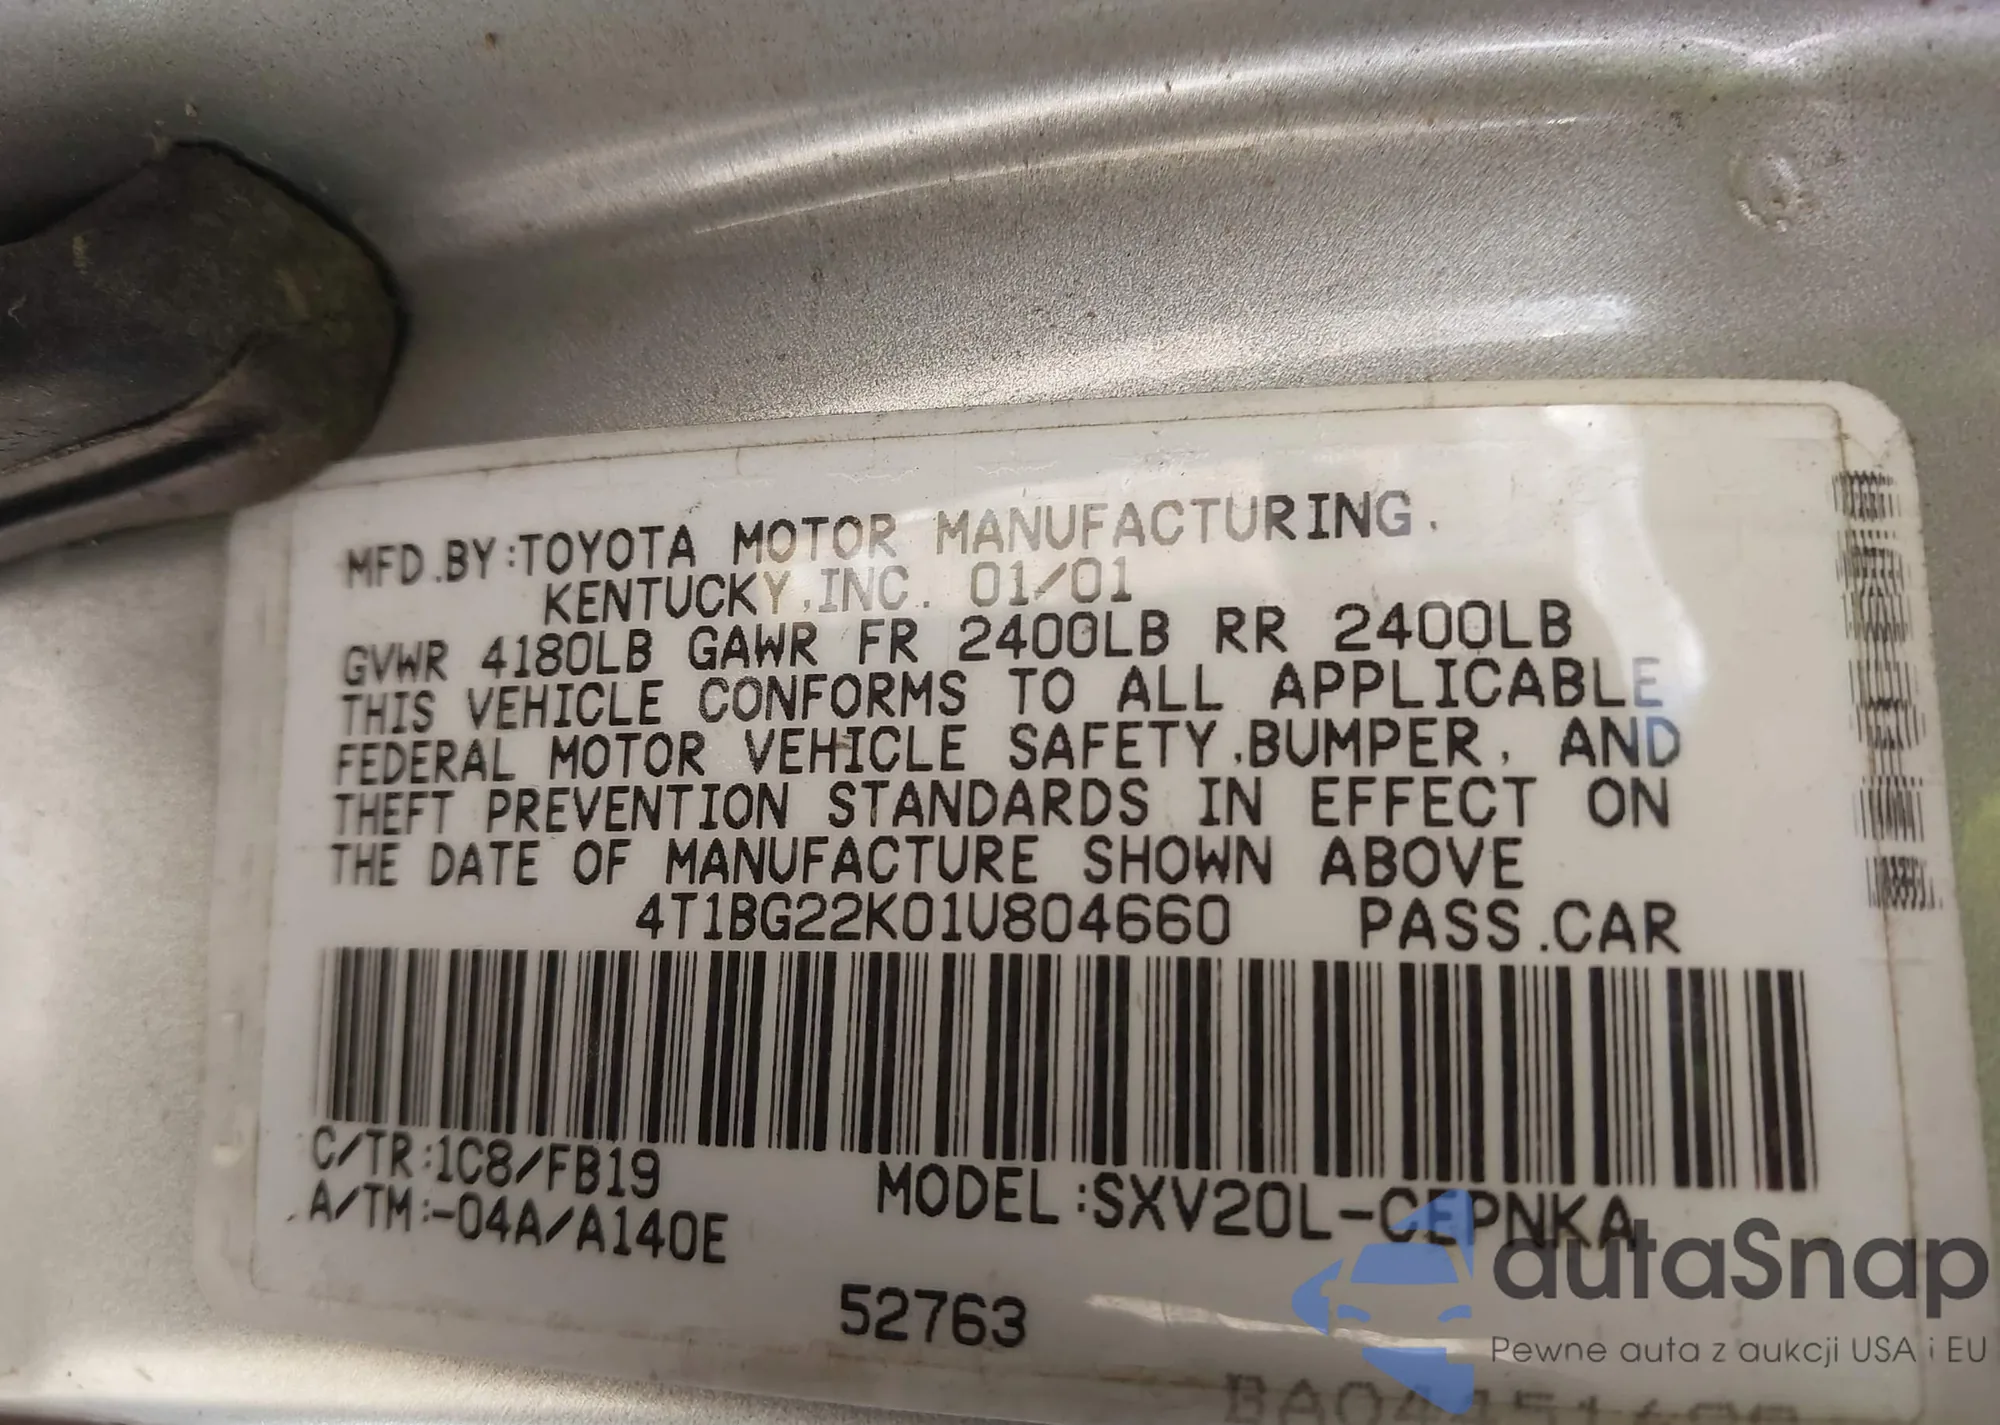 MFD.BY:TOYOTA MOTOR MANUFACTURING,
KENTUCKY,INC. 01/01
GVWR 4180LB GAWR FR 2400LB RR 2400LB
THIS VEHICLE CONFORMS TO ALL APPLICABLE
FEDERAL MOTOR VEHICLE SAFETY,BUMPER, AND
THEFT PREVENTION STANDARDS IN EFFECT ON
THE DATE OF MANUFACTURE SHOWN ABOVE
4T1BG22K01U804660 PASS.CAR
C/TR:1C8/FB19
MODEL:SXV20L-CEPNKA
A/TM:-04A/A140E
52763
autaSnap
Pewne auta z aukcji USA i EU